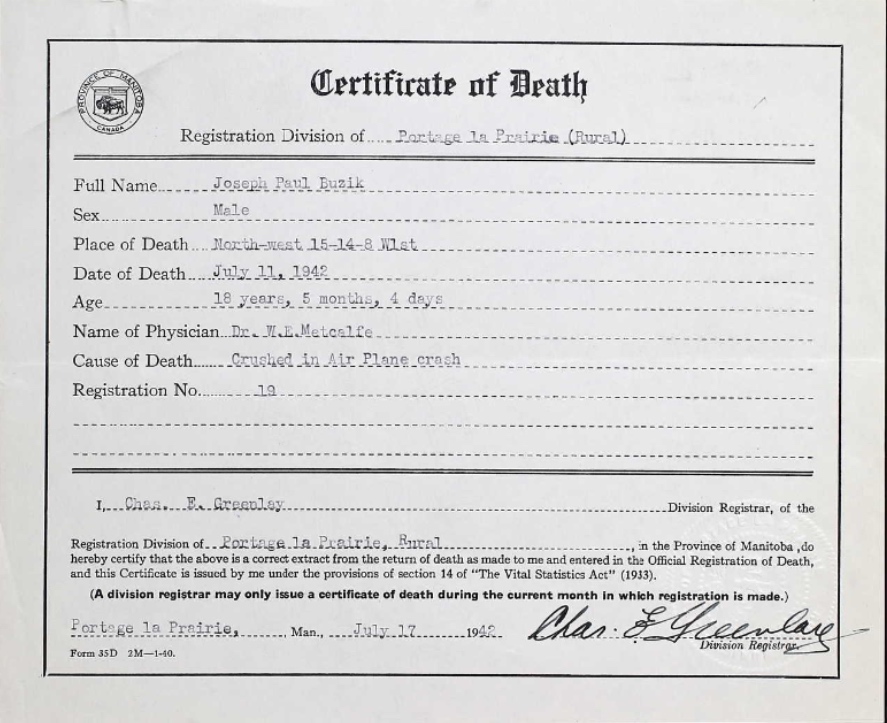 PROVINCE OF MANITOBA
CANADA
Certificate of Death
Registration Division of Portage la Prairie (Rural)
Full Name Joseph Paul Buzik
Sex Male
Place of Death North-west 15-14-8 W1st
Date of Death July 11, 1942
Age 18 years, 5 months, 4 days
Name of Physician Dr. W.E.Metcalfe
Cause of Death Crushed in Air Plane crash
Registration No. 19
I, Chas. E. Greenlay Division Registrar, of the
Registration Division of Portage la Prairie, Rural, in the Province of Manitoba, do
hereby certify that the above is a correct extract from the return of death as made to me and entered in the Official Registration of Death,
and this Certificate is issued by me under the provisions of section 14 of "The Vital Statistics Act" (1933).
(A division registrar may only issue a certificate of death during the current month in which registration is made.)
Portage la Prairie, Man., July 17 1942 Chas. E Greenlay
Division Registrar.
Form 35D 2M—1-40.